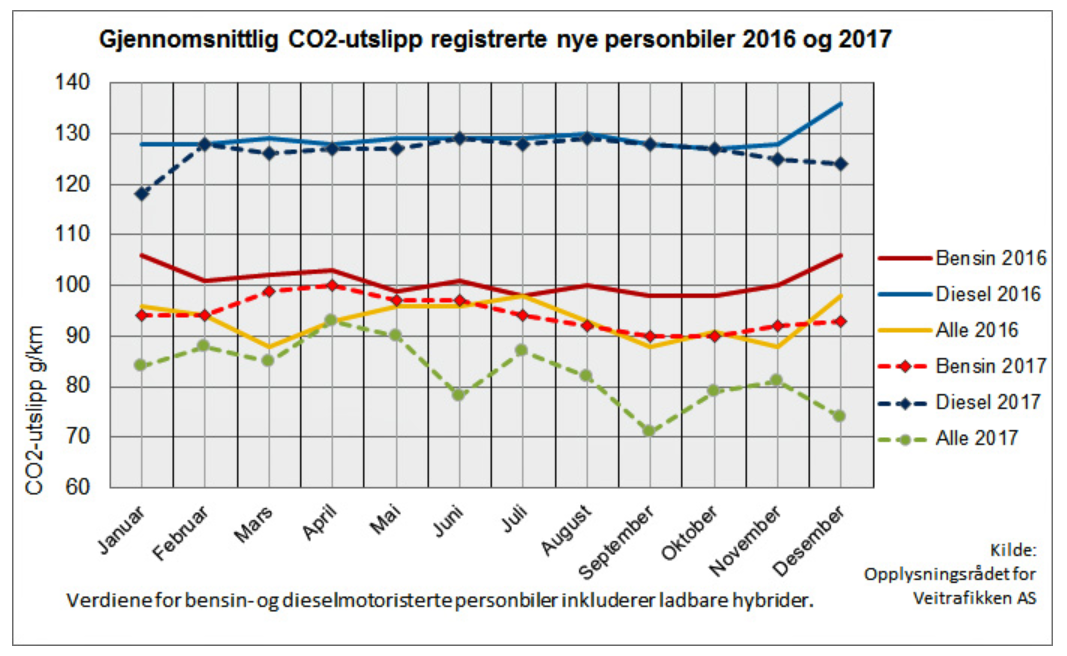 Gjennomsnittlig CO2-utslipp registrerte nye personbiler 2016 og 2017
140
130
120
110
100
90
80
70
60
CO2-utslipp g/km
Januar
Februar
Mars
April
Mai
Juni
Juli
August
September
Oktober
November
Desember
Bensin 2016
Diesel 2016
Alle 2016
Bensin 2017
Diesel 2017
Alle 2017
Verdiene for bensin- og dieselmotoristerte personbiler inkluderer ladbare hybrider.
Kilde:
Opplysningsrådet for
Veitrafikken AS